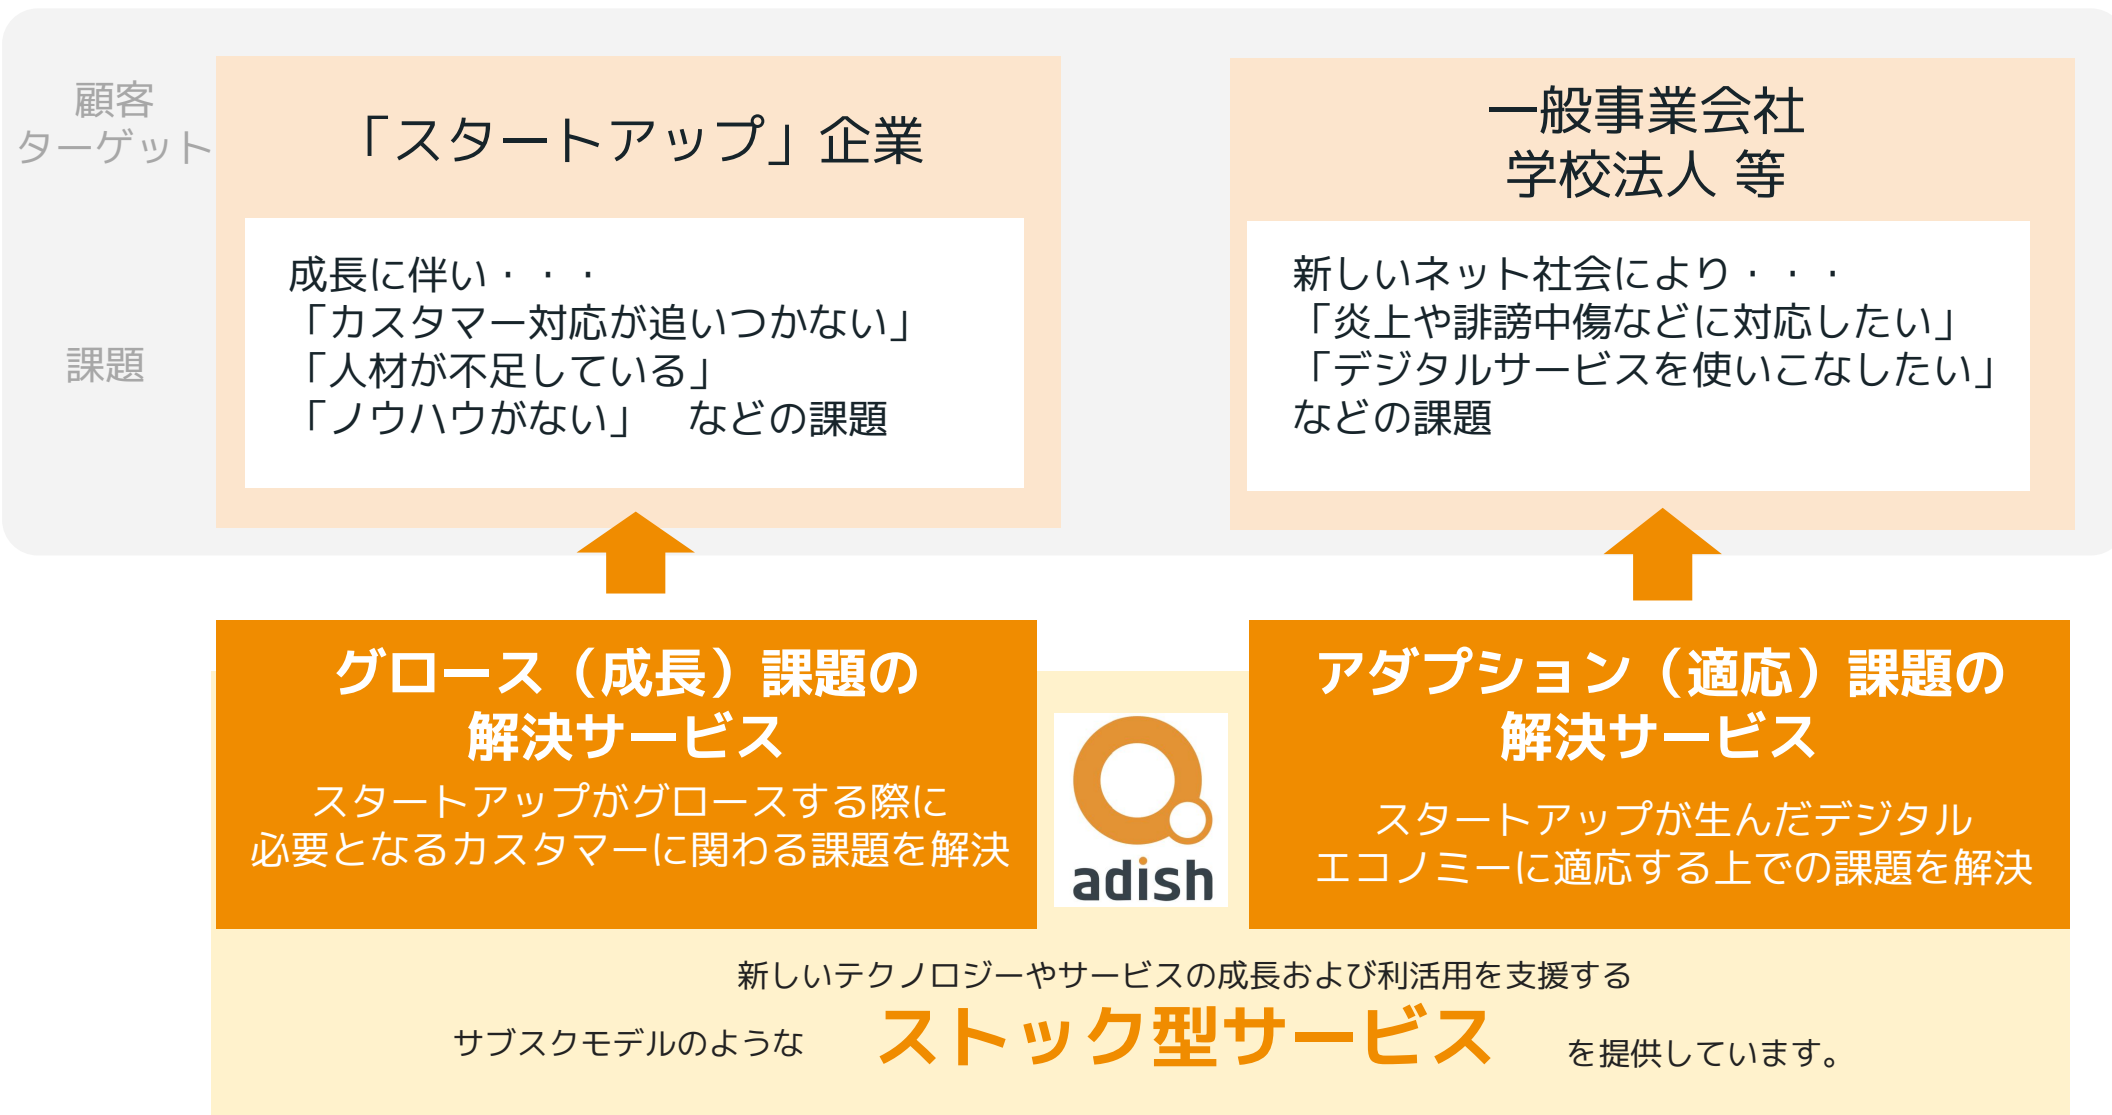 顧客
ターゲット
「スタートアップ」企業
一般事業会社
学校法人 等
課題
成長に伴い・・・
「カスタマー対応が追いつかない」
「人材が不足している」
「ノウハウがない」　などの課題
新しいネット社会により・・・
「炎上や誹謗中傷などに対応したい」
「デジタルサービスを使いこなしたい」
などの課題
グロース（成長）課題の
解決サービス
スタートアップがグロースする際に
必要となるカスタマーに関わる課題を解決
adish
アダプション（適応）課題の
解決サービス
スタートアップが生んだデジタル
エコノミーに適応する上での課題を解決
新しいテクノロジーやサービスの成長および利活用を支援する
サブスクモデルのような ストック型サービス を提供しています。